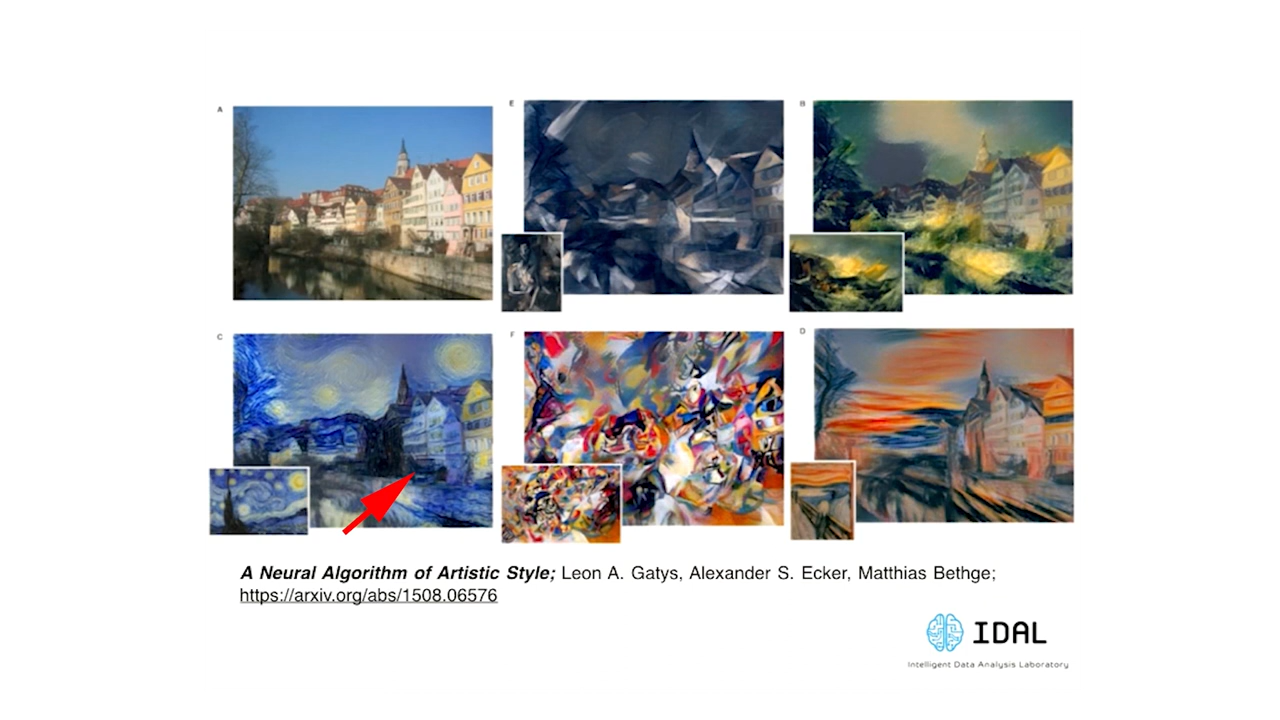 A
E
B
C
F
D
A Neural Algorithm of Artistic Style; Leon A. Gatys, Alexander S. Ecker, Matthias Bethge;
https://arxiv.org/abs/1508.06576
IDAL
Intelligent Data Analysis Laboratory